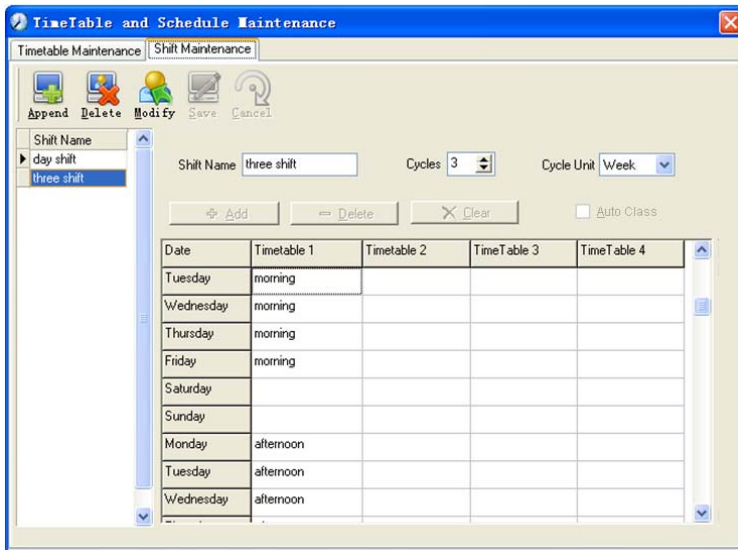 TimeTable and Schedule Maintenance
Timetable Maintenance Shift Maintenance
Append Delete Modify Save Cancel
Shift Name
day shift
three shift
Shift Name three shift Cycles 3 Cycle Unit Week
Add Delete Clear Auto Class
Date Timetable 1 Timetable 2 TimeTable 3 TimeTable 4
Tuesday morning
Wednesday morning
Thursday morning
Friday morning
Saturday
Sunday
Monday afternoon
Tuesday afternoon
Wednesday afternoon